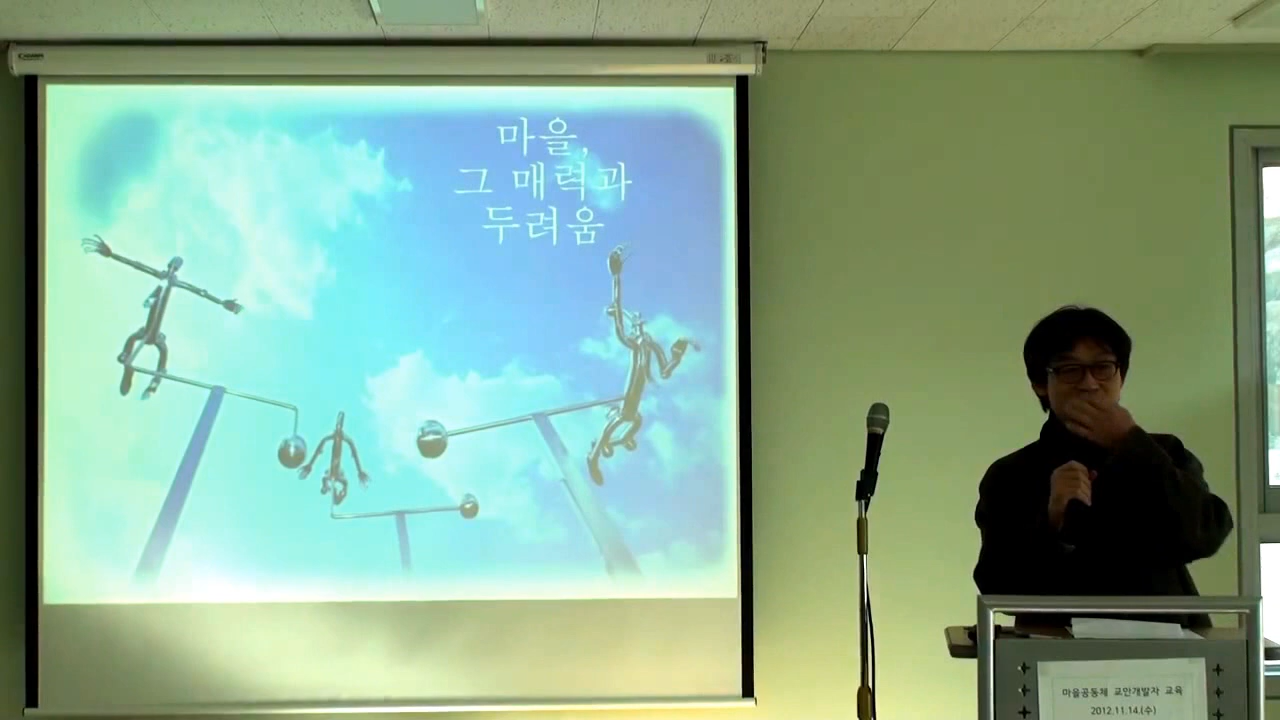 마을,
그 매력과
두려움
마을공동체 교안개발자 교육
2012.11.14.(수)